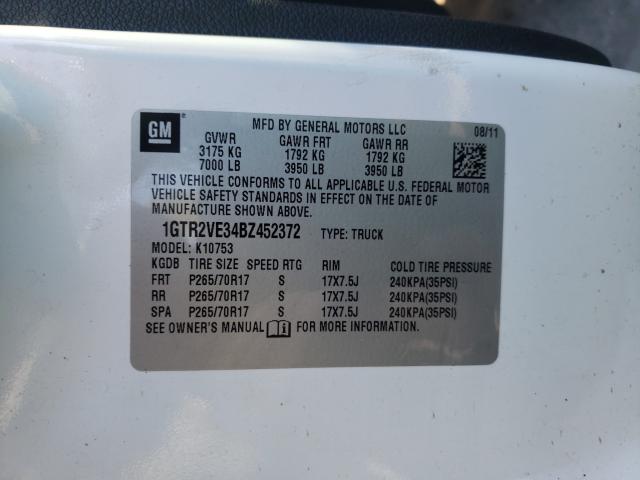 GM ®
MFD BY GENERAL MOTORS LLC 08/11
GVWR GAWR FRT GAWR RR
3175 KG 1792 KG 1792 KG
7000 LB 3950 LB 3950 LB
THIS VEHICLE CONFORMS TO ALL APPLICABLE U.S. FEDERAL MOTOR
VEHICLE SAFETY STANDARDS IN EFFECT ON THE DATE OF
MANUFACTURE SHOWN ABOVE.
1GTR2VE34BZ452372 TYPE: TRUCK
MODEL: K10753
KGDB TIRE SIZE SPEED RTG RIM COLD TIRE PRESSURE
FRT P265/70R17 S 17X7.5J 240KPA(35PSI)
RR P265/70R17 S 17X7.5J 240KPA(35PSI)
SPA P265/70R17 S 17X7.5J 240KPA(35PSI)
SEE OWNER'S MANUAL FOR MORE INFORMATION.